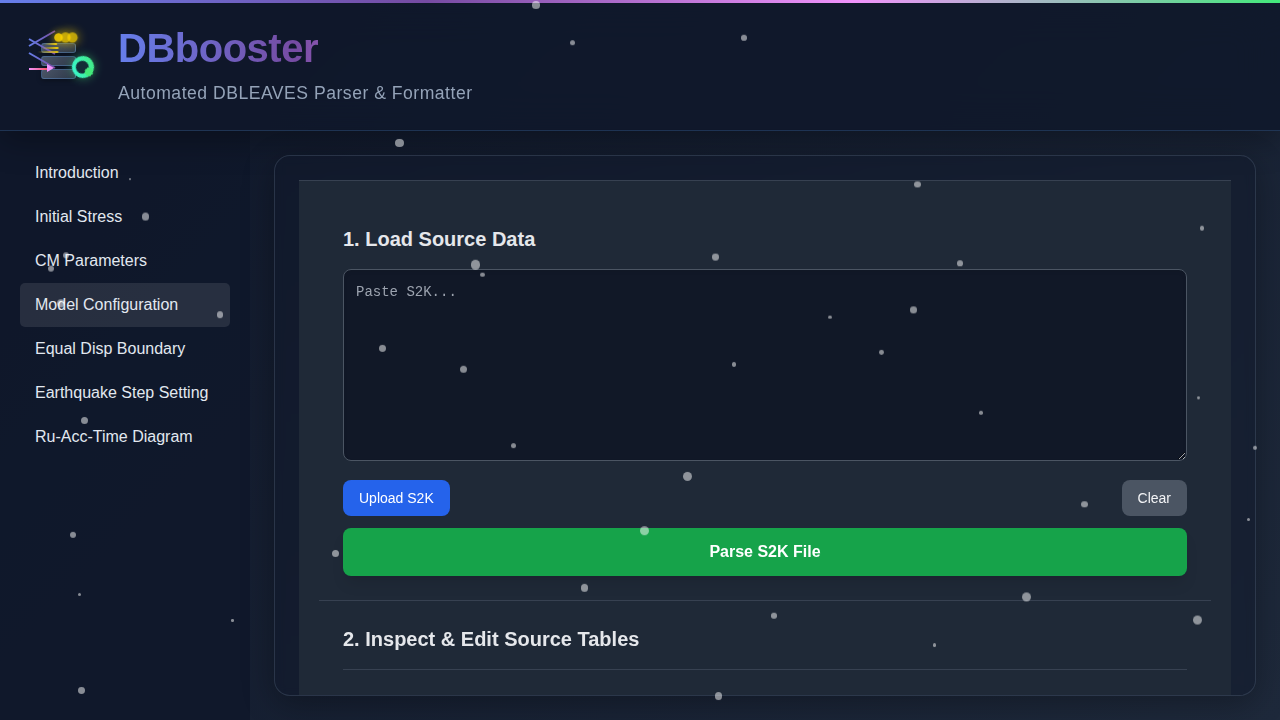 DBbooster
Automated DBLEAVES Parser & Formatter
Introduction
Initial Stress
CM Parameters
Model Configuration
Equal Disp Boundary
Earthquake Step Setting
Ru-Acc-Time Diagram
1. Load Source Data
Paste S2K...
Upload S2K
Clear
Parse S2K File
2. Inspect & Edit Source Tables